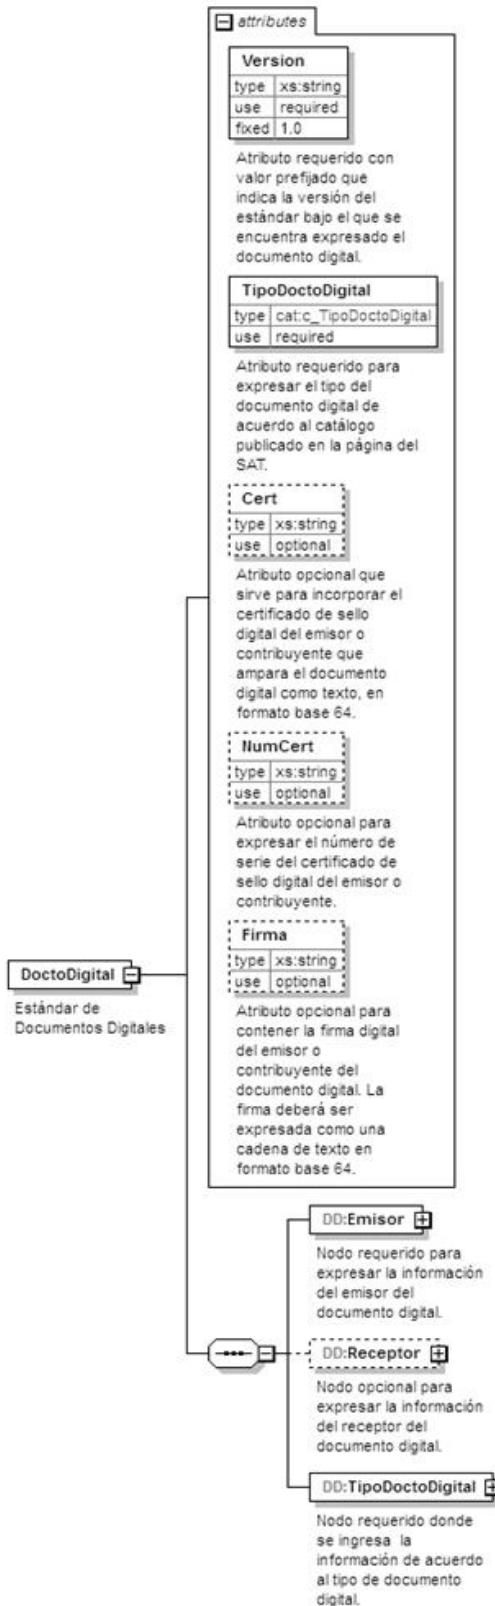 attributes
Version
type xs:string
use required
fixed 1.0
Atributo requerido con
valor prefijado que
indica la versión del
estándar bajo el que se
encuentra expresado el
documento digital.
TipoDoctoDigital
type cat:c_TipoDoctoDigital
use required
Atributo requerido para
expresar el tipo del
documento digital de
acuerdo al catálogo
publicado en la página del
SAT.
Cert
type xs:string
use optional
Atributo opcional que
sirve para incorporar el
certificado de sello
digital del emisor o
contribuyente que
ampara el documento
digital como texto, en
formato base 64.
NumCert
type xs:string
use optional
Atributo opcional para
expresar el número de
serie del certificado de
sello digital del emisor o
contribuyente.
Firma
type xs:string
use optional
Atributo opcional para
contener la firma digital
del emisor o
contribuyente del
documento digital. La
firma deberá ser
expresada como una
cadena de texto en
formato base 64.
DoctoDigital
Estándar de
Documentos Digitales
DD:Emisor
Nodo requerido para
expresar la información
del emisor del
documento digital.
DD:Receptor
Nodo opcional para
expresar la información
del receptor del
documento digital.
DD:TipoDoctoDigital
Nodo requerido donde
se ingresa la
información de acuerdo
al tipo de documento
digital.